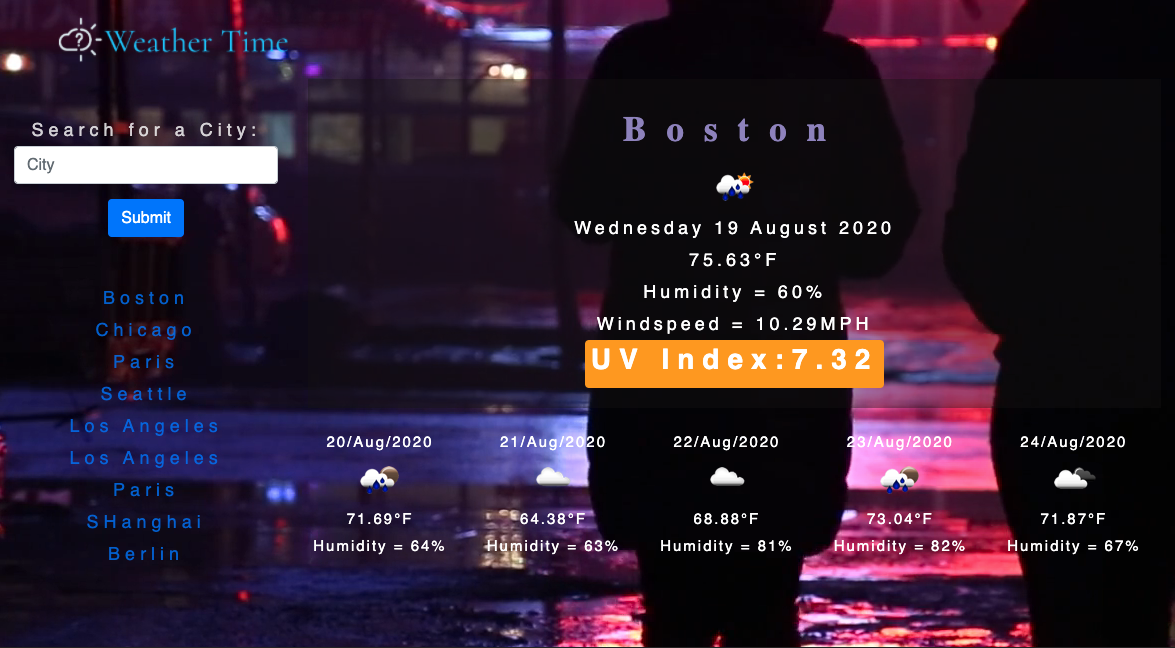 Weather Time
Search for a City:
City
Submit
Boston
Chicago
Paris
Seattle
Los Angeles
Los Angeles
Paris
SHanghai
Berlin
Boston
Wednesday 19 August 2020
75.63°F
Humidity = 60%
Windspeed = 10.29MPH
UV Index:7.32
20/Aug/2020
71.69°F
Humidity = 64%
21/Aug/2020
64.38°F
Humidity = 63%
22/Aug/2020
68.88°F
Humidity = 81%
23/Aug/2020
73.04°F
Humidity = 82%
24/Aug/2020
71.87°F
Humidity = 67%